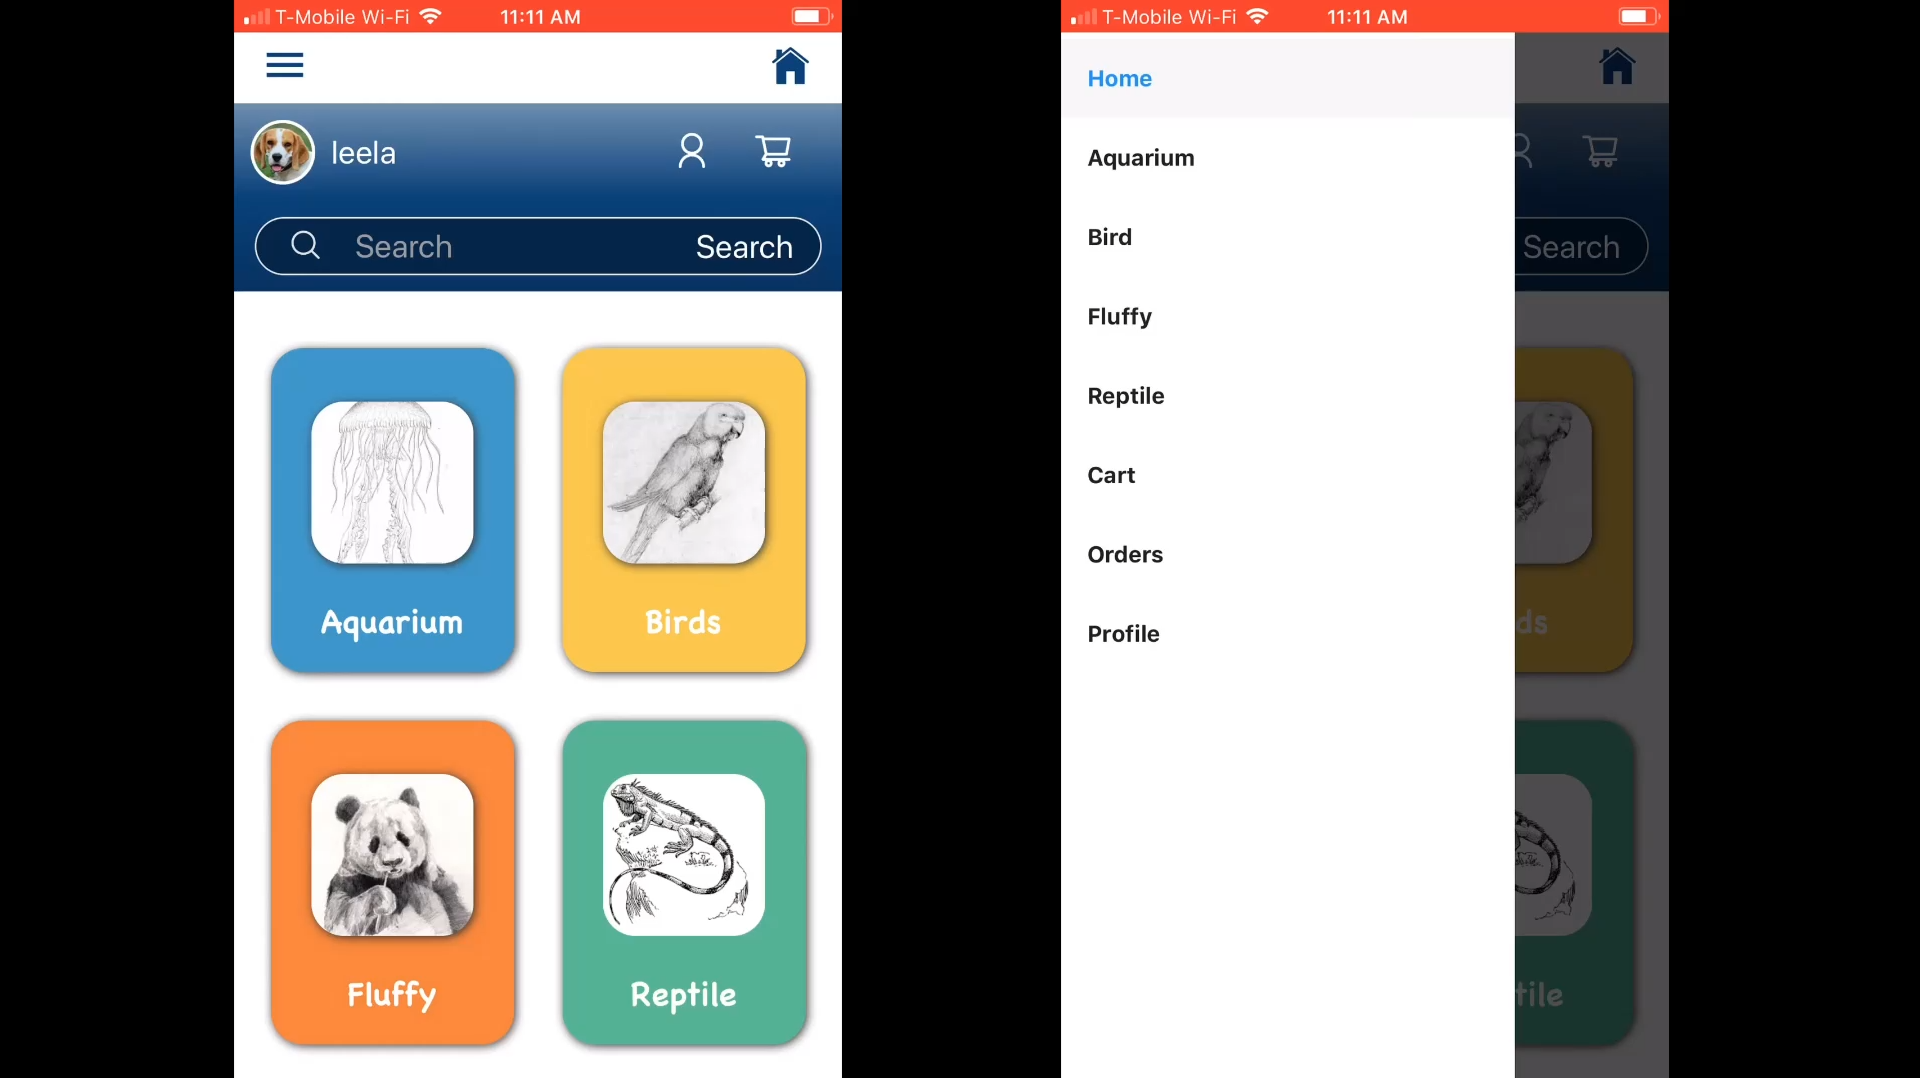 T-Mobile Wi-Fi 11:11 AM
leela
Search Search
Aquarium Birds
Fluffy Reptile
T-Mobile Wi-Fi 11:11 AM
Home
Aquarium
Bird
Search
Fluffy
Reptile
Cart
Orders
ds
Profile
tile